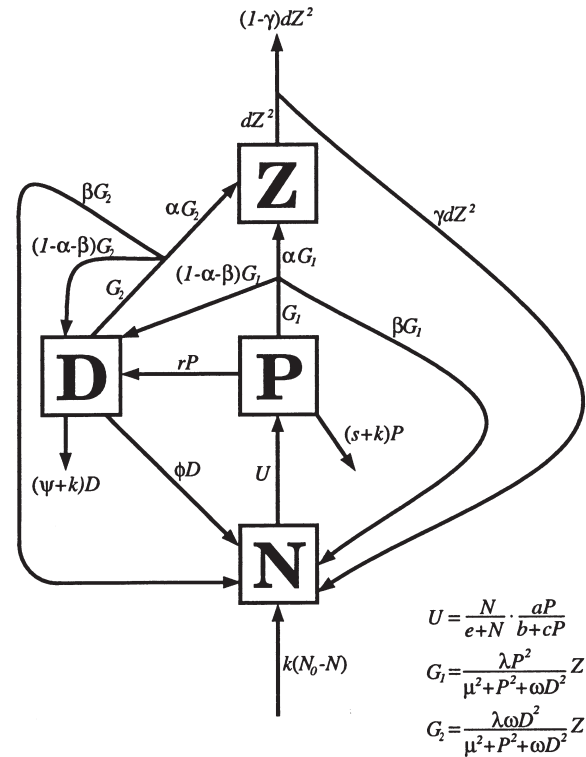 (1-γ)dZ²
dZ²
Z
βG₂
αG₂
γdZ²
(1-α-β)G₂
(1-α-β)G₁
αG₁
G₂
G₁
βG₁
D
rP
P
(s+k)P
(ψ+k)D
ϕD
U
N
k(N₀-N)
U = N/(e+N) · aP/(b+cP)
G₁ = λP²/(μ²+P²+ωD²) Z
G₂ = λωD²/(μ²+P²+ωD²) Z